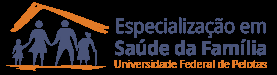 Especialização em
Saúde da Família
Universidade Federal de Pelotas